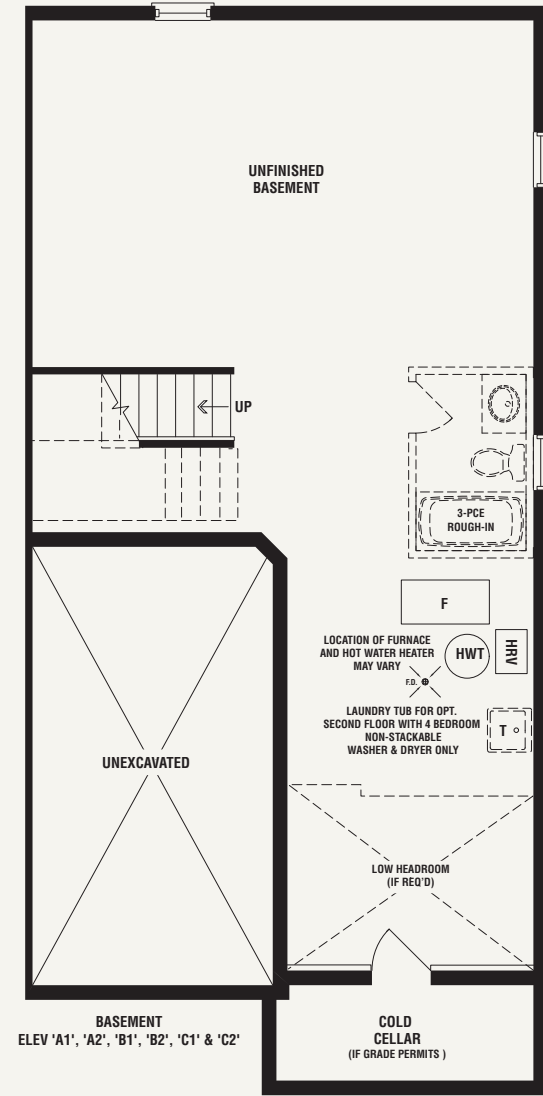 UNFINISHED
BASEMENT
UP
3-PCE
ROUGH-IN
F
LOCATION OF FURNACE
AND HOT WATER HEATER
MAY VARY
HWT
HRV
F.D.
LAUNDRY TUB FOR OPT.
SECOND FLOOR WITH 4 BEDROOM
NON-STACKABLE
WASHER & DRYER ONLY
T
UNEXCAVATED
LOW HEADROOM
(IF REQ'D)
BASEMENT
ELEV 'A1', 'A2', 'B1', 'B2', 'C1' & 'C2'
COLD
CELLAR
(IF GRADE PERMITS )